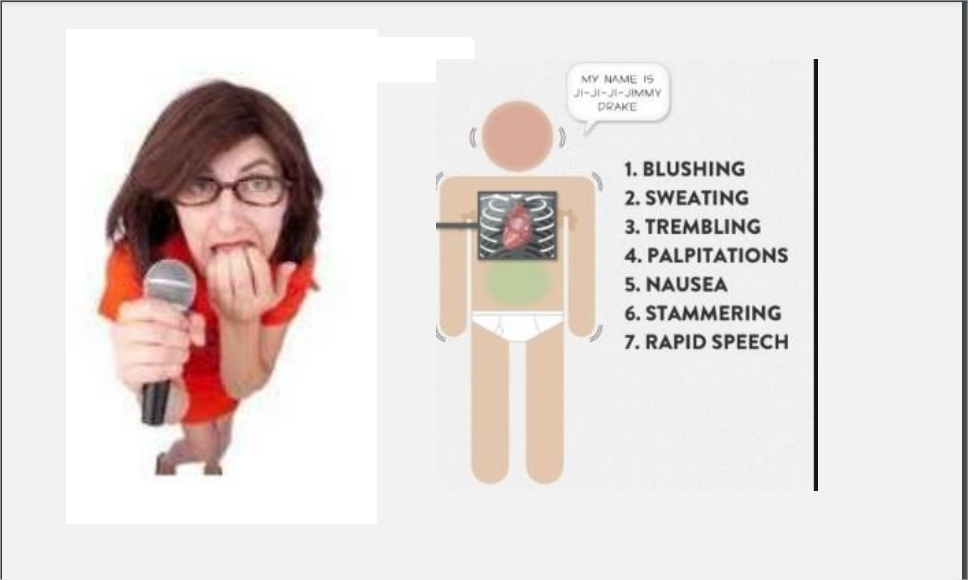 MY NAME IS
JI-JI-JI-JIMMY
DRAKE
1. BLUSHING
2. SWEATING
3. TREMBLING
4. PALPITATIONS
5. NAUSEA
6. STAMMERING
7. RAPID SPEECH